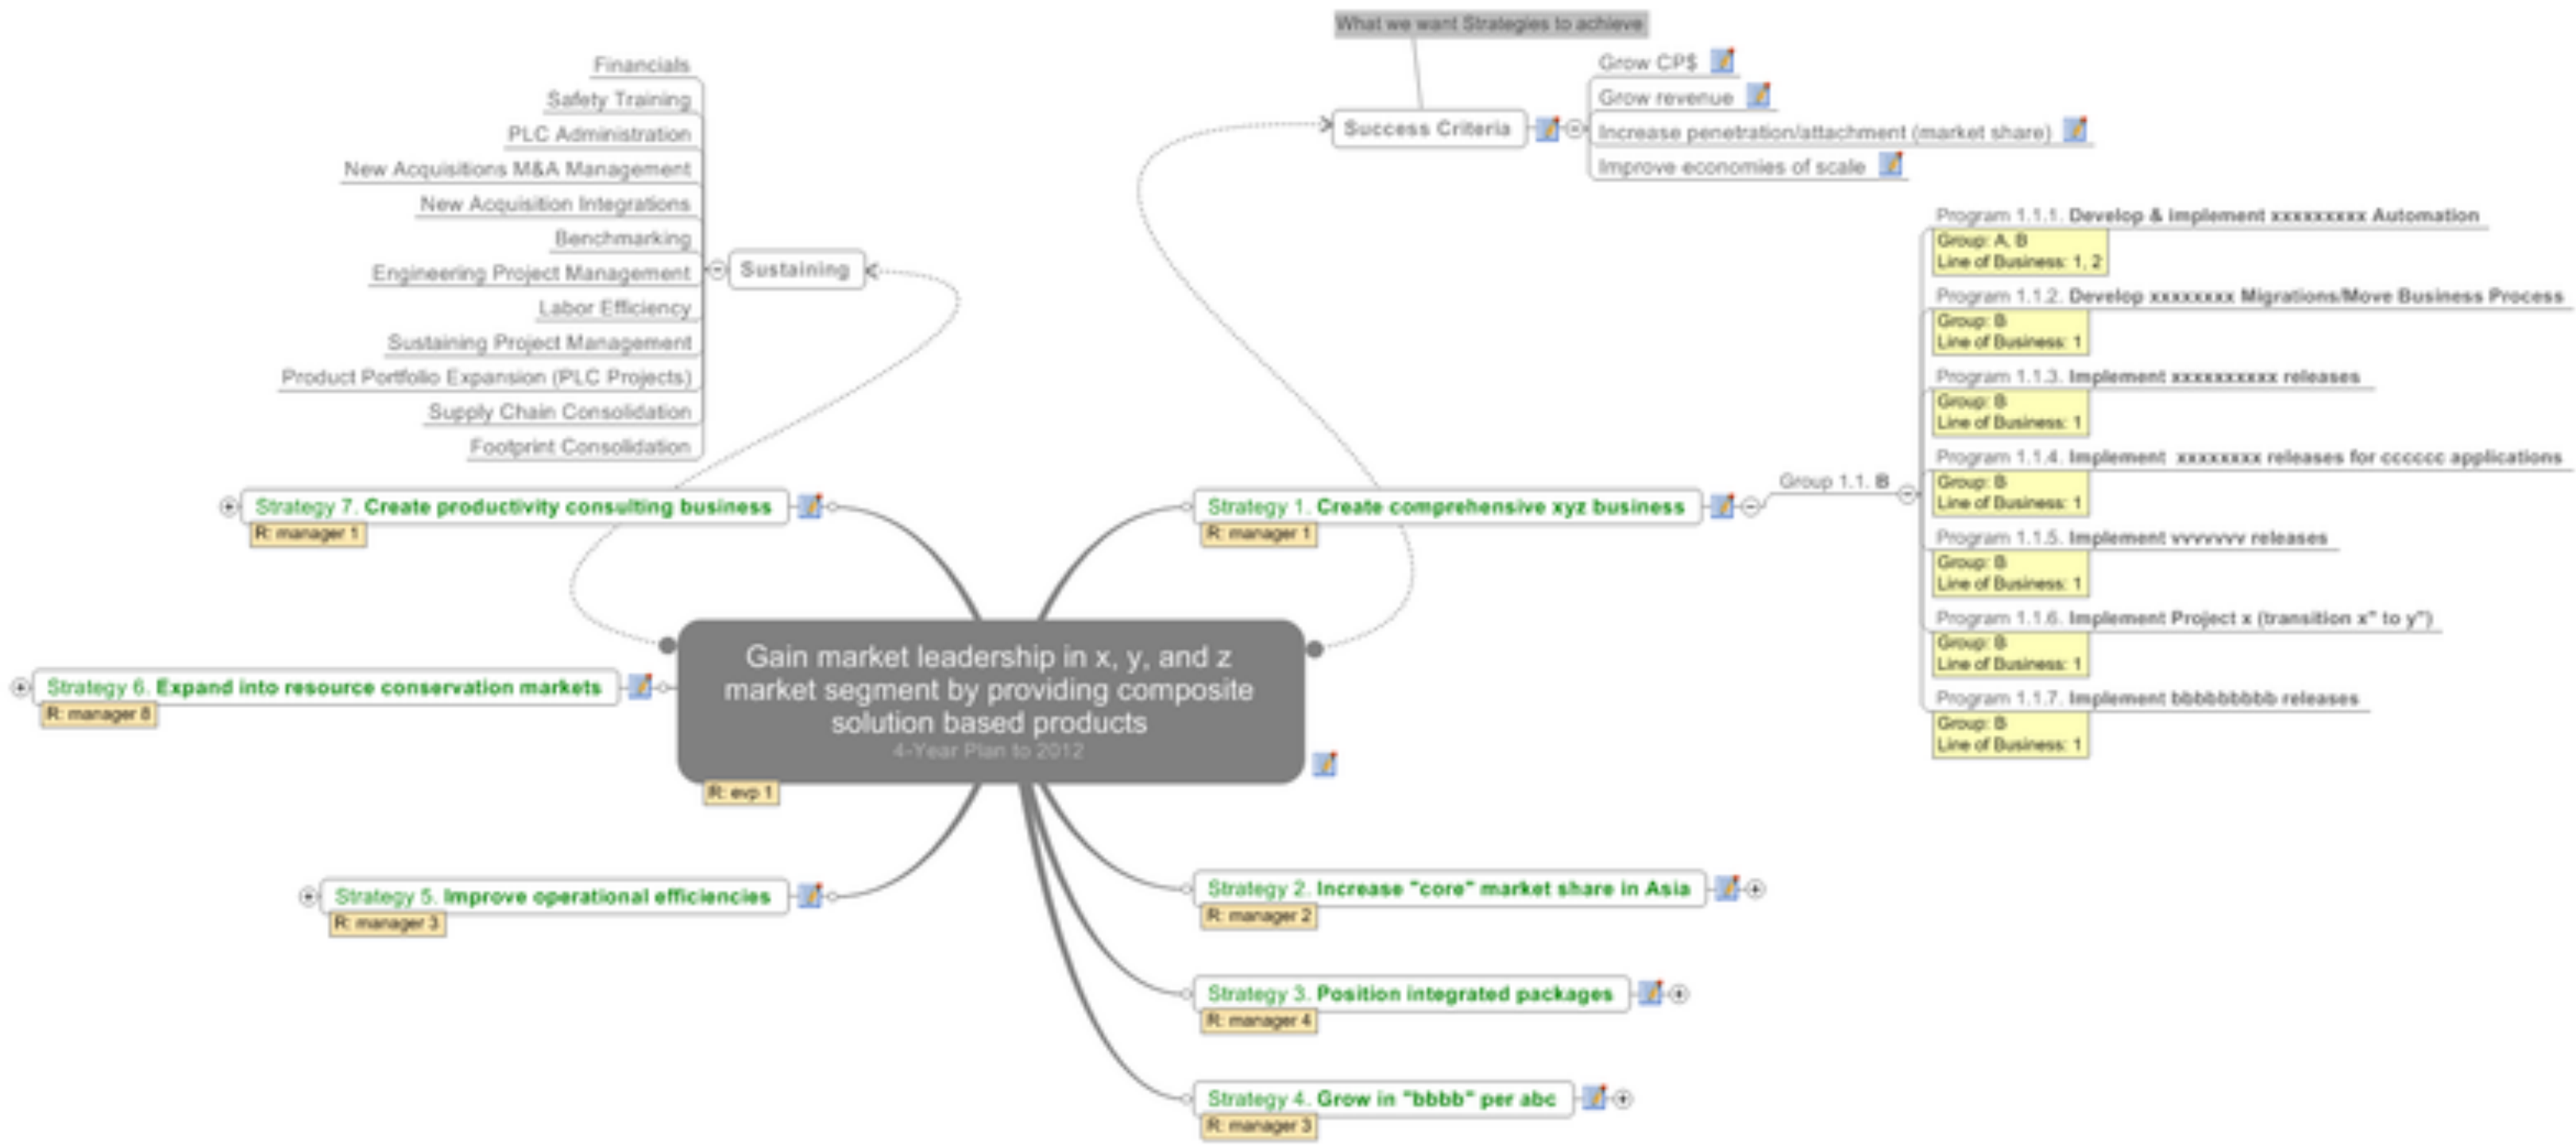 What we want Strategies to achieve
Success Criteria
Grow CP$
Grow revenue
Increase penetration/attachment (market share)
Improve economies of scale
Financials
Safety Training
PLC Administration
New Acquisitions M&A Management
New Acquisition Integrations
Benchmarking
Engineering Project Management
Labor Efficiency
Sustaining Project Management
Product Portfolio Expansion (PLC Projects)
Supply Chain Consolidation
Footprint Consolidation
Sustaining
Strategy 7. Create productivity consulting business
R: manager 1
Strategy 1. Create comprehensive xyz business
R: manager 1
Group 1.1. B
Program 1.1.1. Develop & implement xxxxxxxxx Automation
Group: A, B
Line of Business: 1, 2
Program 1.1.2. Develop xxxxxxxx Migrations/Move Business Process
Group: B
Line of Business: 1
Program 1.1.3. Implement xxxxxxxxxx releases
Group: B
Line of Business: 1
Program 1.1.4. Implement xxxxxxxx releases for cccccc applications
Group: B
Line of Business: 1
Program 1.1.5. Implement vvvvvvv releases
Group: B
Line of Business: 1
Program 1.1.6. Implement Project x (transition x" to y")
Group: B
Line of Business: 1
Program 1.1.7. Implement bbbbbbbbbb releases
Group: B
Line of Business: 1
Gain market leadership in x, y, and z
market segment by providing composite
solution based products
4-Year Plan to 2012
R: evp 1
Strategy 6. Expand into resource conservation markets
R: manager 8
Strategy 5. Improve operational efficiencies
R: manager 3
Strategy 2. Increase "core" market share in Asia
R: manager 2
Strategy 3. Position integrated packages
R: manager 4
Strategy 4. Grow in "bbbb" per abc
R: manager 3